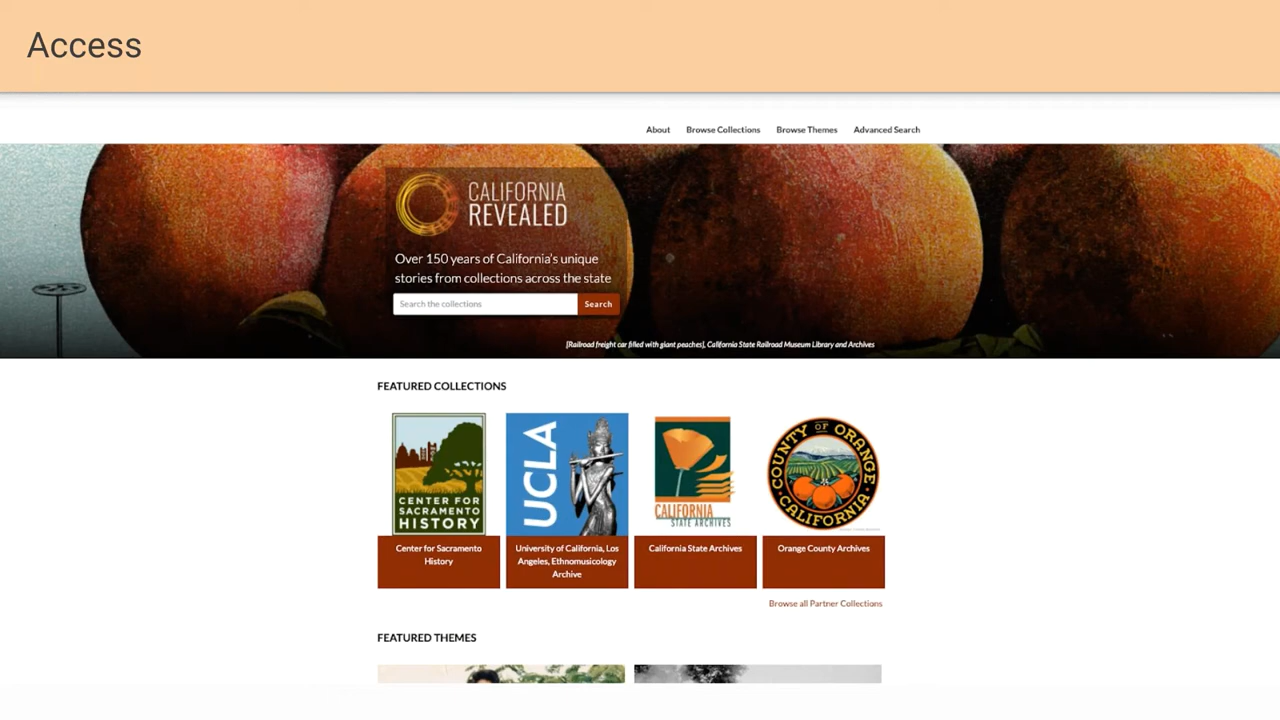 Access
About Browse Collections Browse Themes Advanced Search
CALIFORNIA
REVEALED
Over 150 years of California's unique
stories from collections across the state
Search the collections Search
[Railroad freight car filled with giant peaches], California State Railroad Museum Library and Archives
FEATURED COLLECTIONS
CENTER FOR
SACRAMENTO
HISTORY
UCLA
CALIFORNIA
STATE ARCHIVES
COUNTY OF ORANGE
CALIFORNIA
Center for Sacramento
History
University of California, Los
Angeles, Ethnomusicology
Archive
California State Archives
Orange County Archives
Browse all Partner Collections
FEATURED THEMES